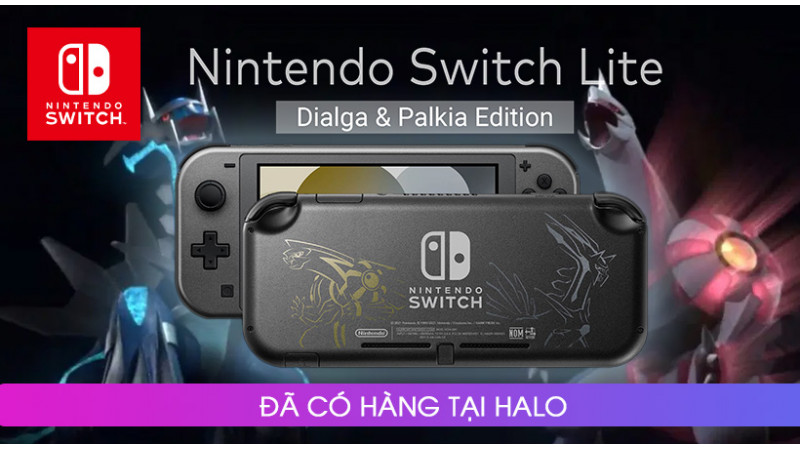 Nintendo Switch Lite
NINTENDO
SWITCH
Dialga & Palkia Edition
NINTENDO
SWITCH
Nintendo
ĐÃ CÓ HÀNG TẠI HALO